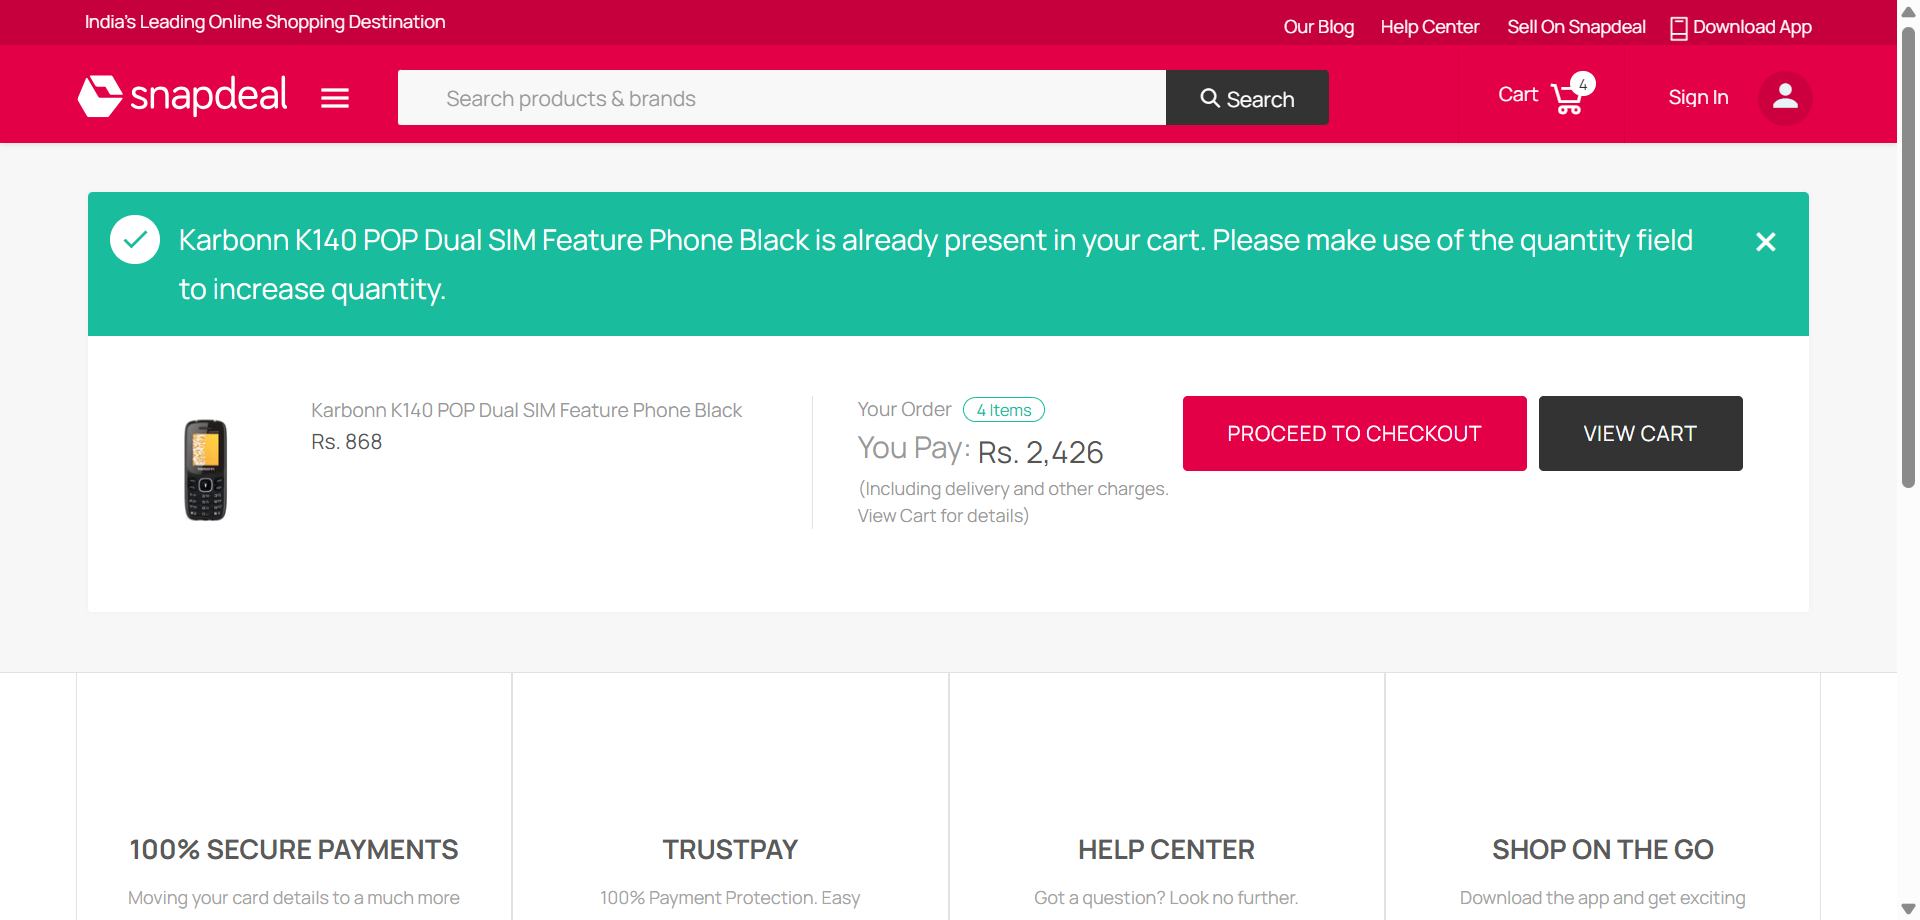 India's Leading Online Shopping Destination
Our Blog Help Center Sell On Snapdeal Download App
snapdeal
Search products & brands
Search
Cart 4
Sign In
Karbonn K140 POP Dual SIM Feature Phone Black is already present in your cart. Please make use of the quantity field
to increase quantity.
Karbonn K140 POP Dual SIM Feature Phone Black
Rs. 868
Your Order 4 Items
You Pay: Rs. 2,426
(Including delivery and other charges.
View Cart for details)
PROCEED TO CHECKOUT
VIEW CART
100% SECURE PAYMENTS
Moving your card details to a much more
TRUSTPAY
100% Payment Protection. Easy
HELP CENTER
Got a question? Look no further.
SHOP ON THE GO
Download the app and get exciting